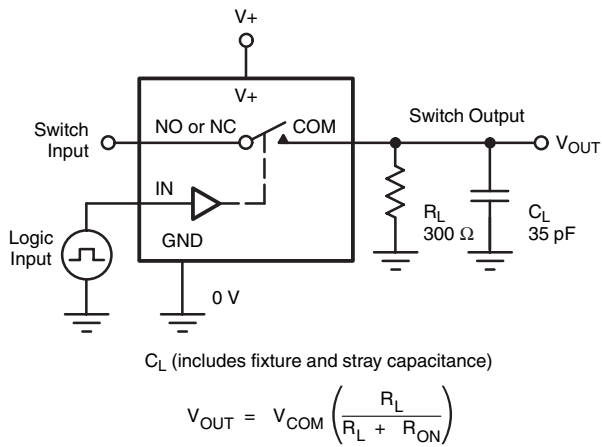 V+
V+
Switch Output
Switch
Input
NO or NC
COM
V_OUT
IN
R_L
300 Ω
C_L
35 pF
Logic
Input
GND
0 V
C_L (includes fixture and stray capacitance)
V_OUT = V_COM (R_L / (R_L + R_ON))